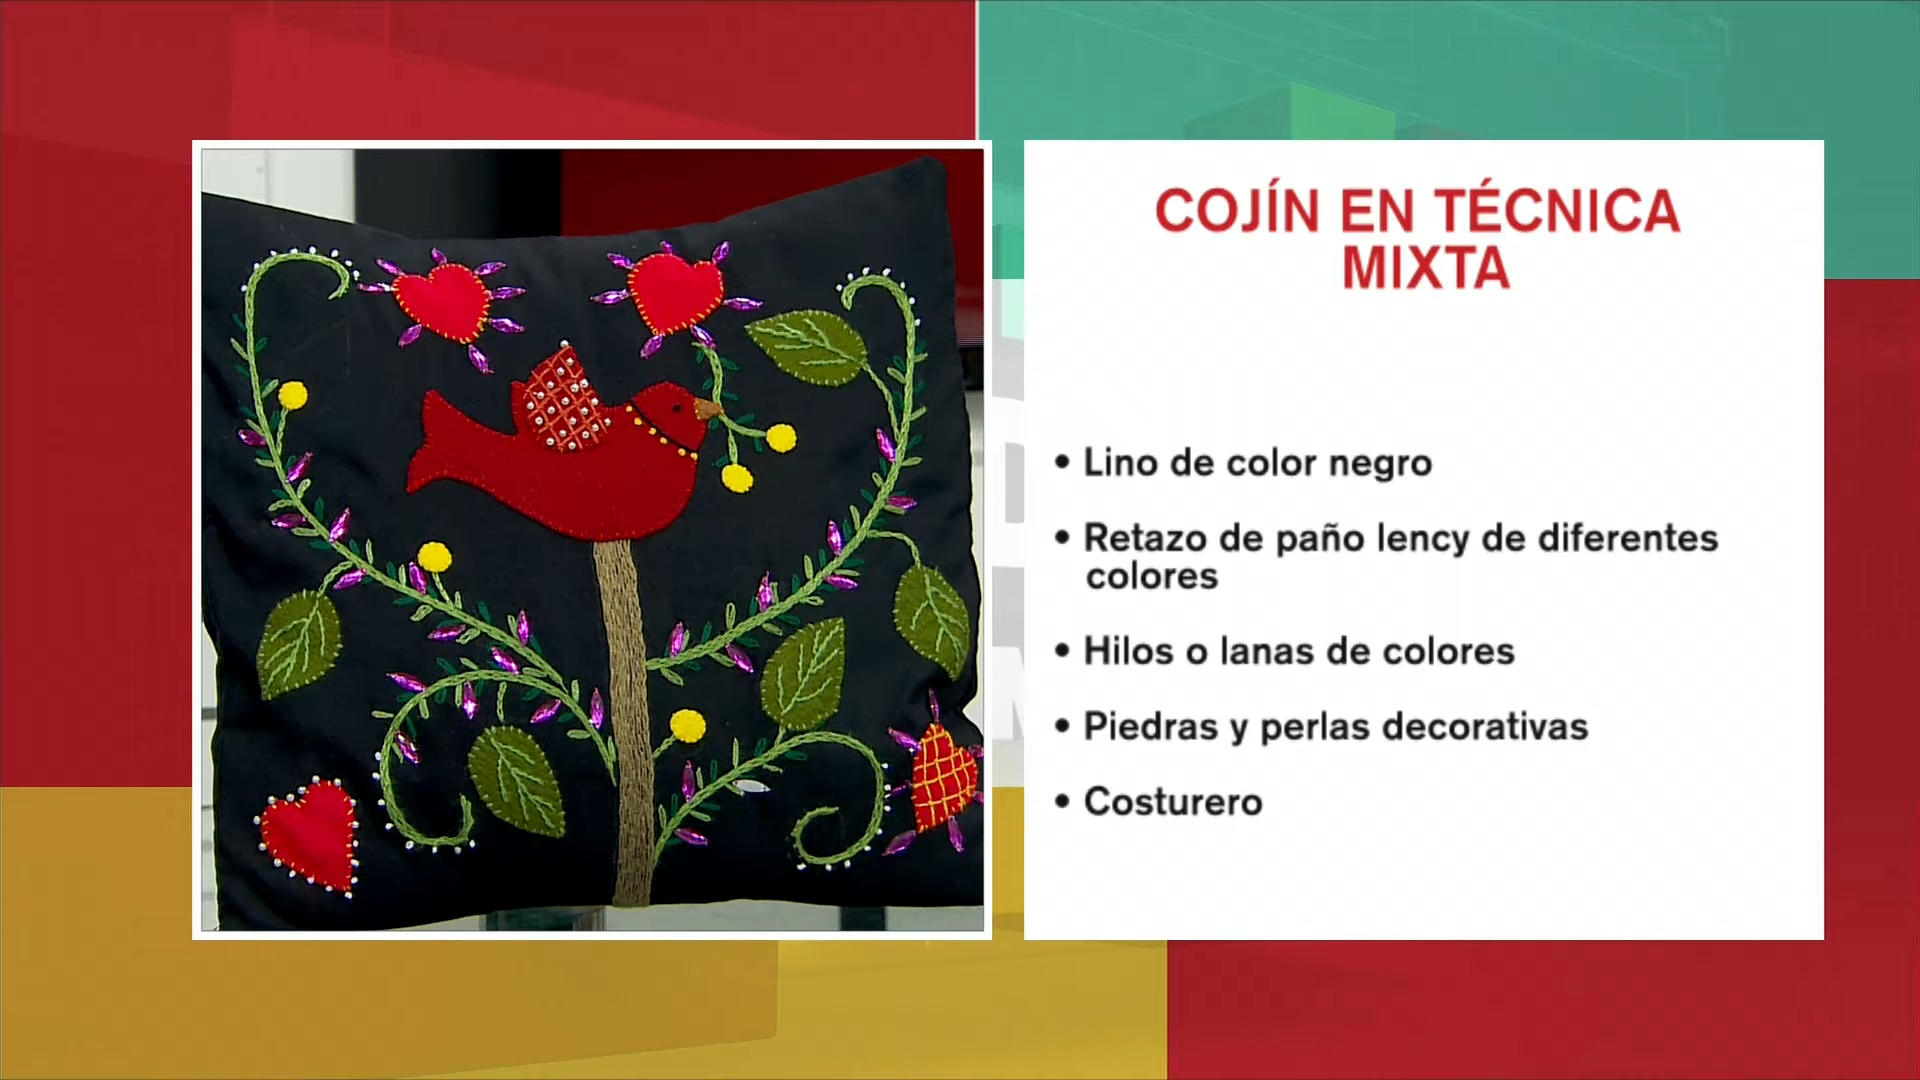 COJÍN EN TÉCNICA
MIXTA
• Lino de color negro
• Retazo de paño lency de diferentes
colores
• Hilos o lanas de colores
• Piedras y perlas decorativas
• Costurero